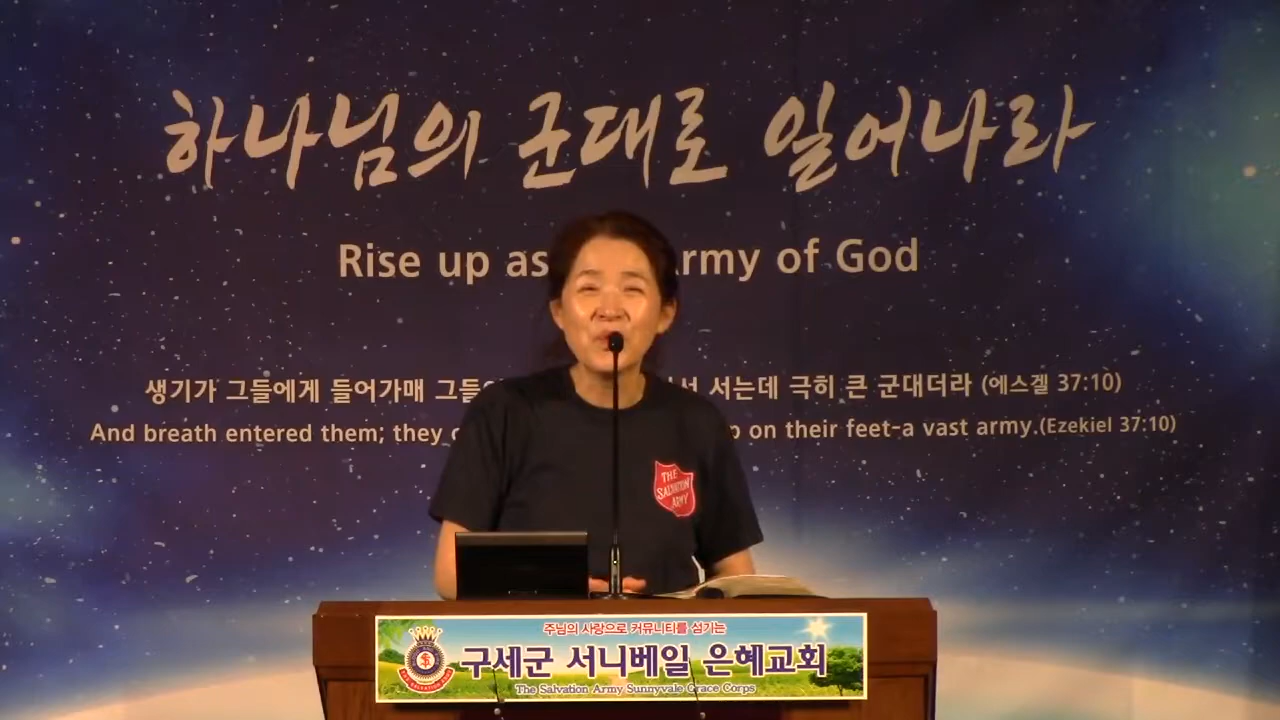 하나님의 군대로 일어나라
Rise up as Army of God
생기가 그들에게 들어가매 서는데 극히 큰 군대더라 (에스겔 37:10)
And breath entered them; they on their feet-a vast army.(Ezekiel 37:10)
THE
SALVATION
ARMY
주님의 사랑으로 커뮤니티를 섬기는
구세군 서니베일 은혜교회
The Salvation Army Sunnyvale Grace Corps